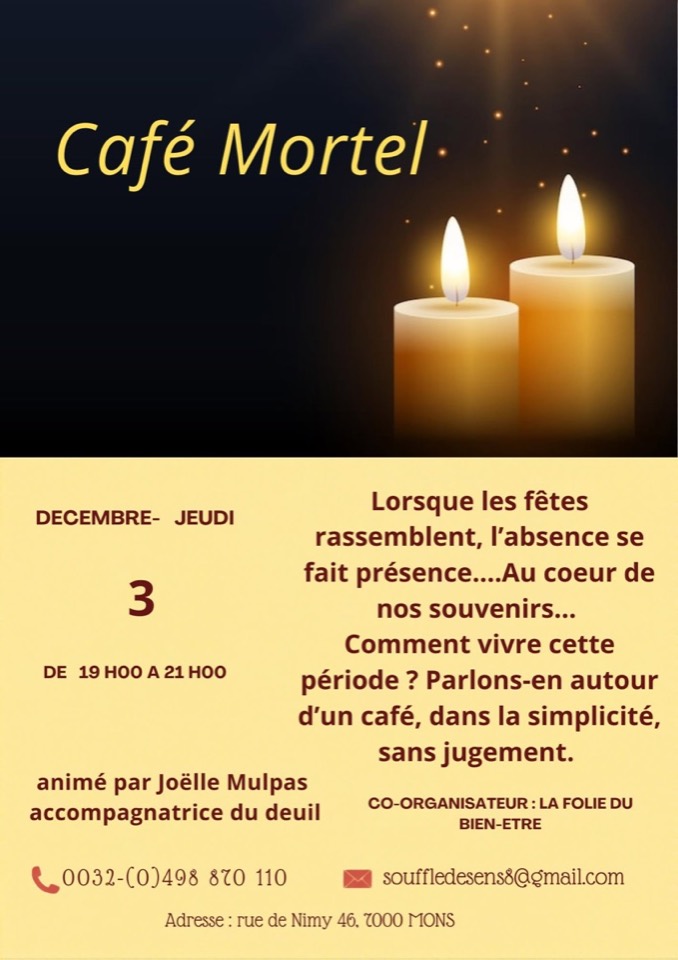 Café Mortel
DECEMBRE- JEUDI
3
DE 19 H00 A 21 H00
Lorsque les fêtes
rassemblent, l’absence se
fait présence....Au coeur de
nos souvenirs...
Comment vivre cette
période ? Parlons-en autour
d’un café, dans la simplicité,
sans jugement.
animé par Joëlle Mulpas
accompagnatrice du deuil
CO-ORGANISATEUR : LA FOLIE DU
BIEN-ETRE
0032-(0)498 870 110
souffledesens8@gmail.com
Adresse : rue de Nimy 46, 7000 MONS